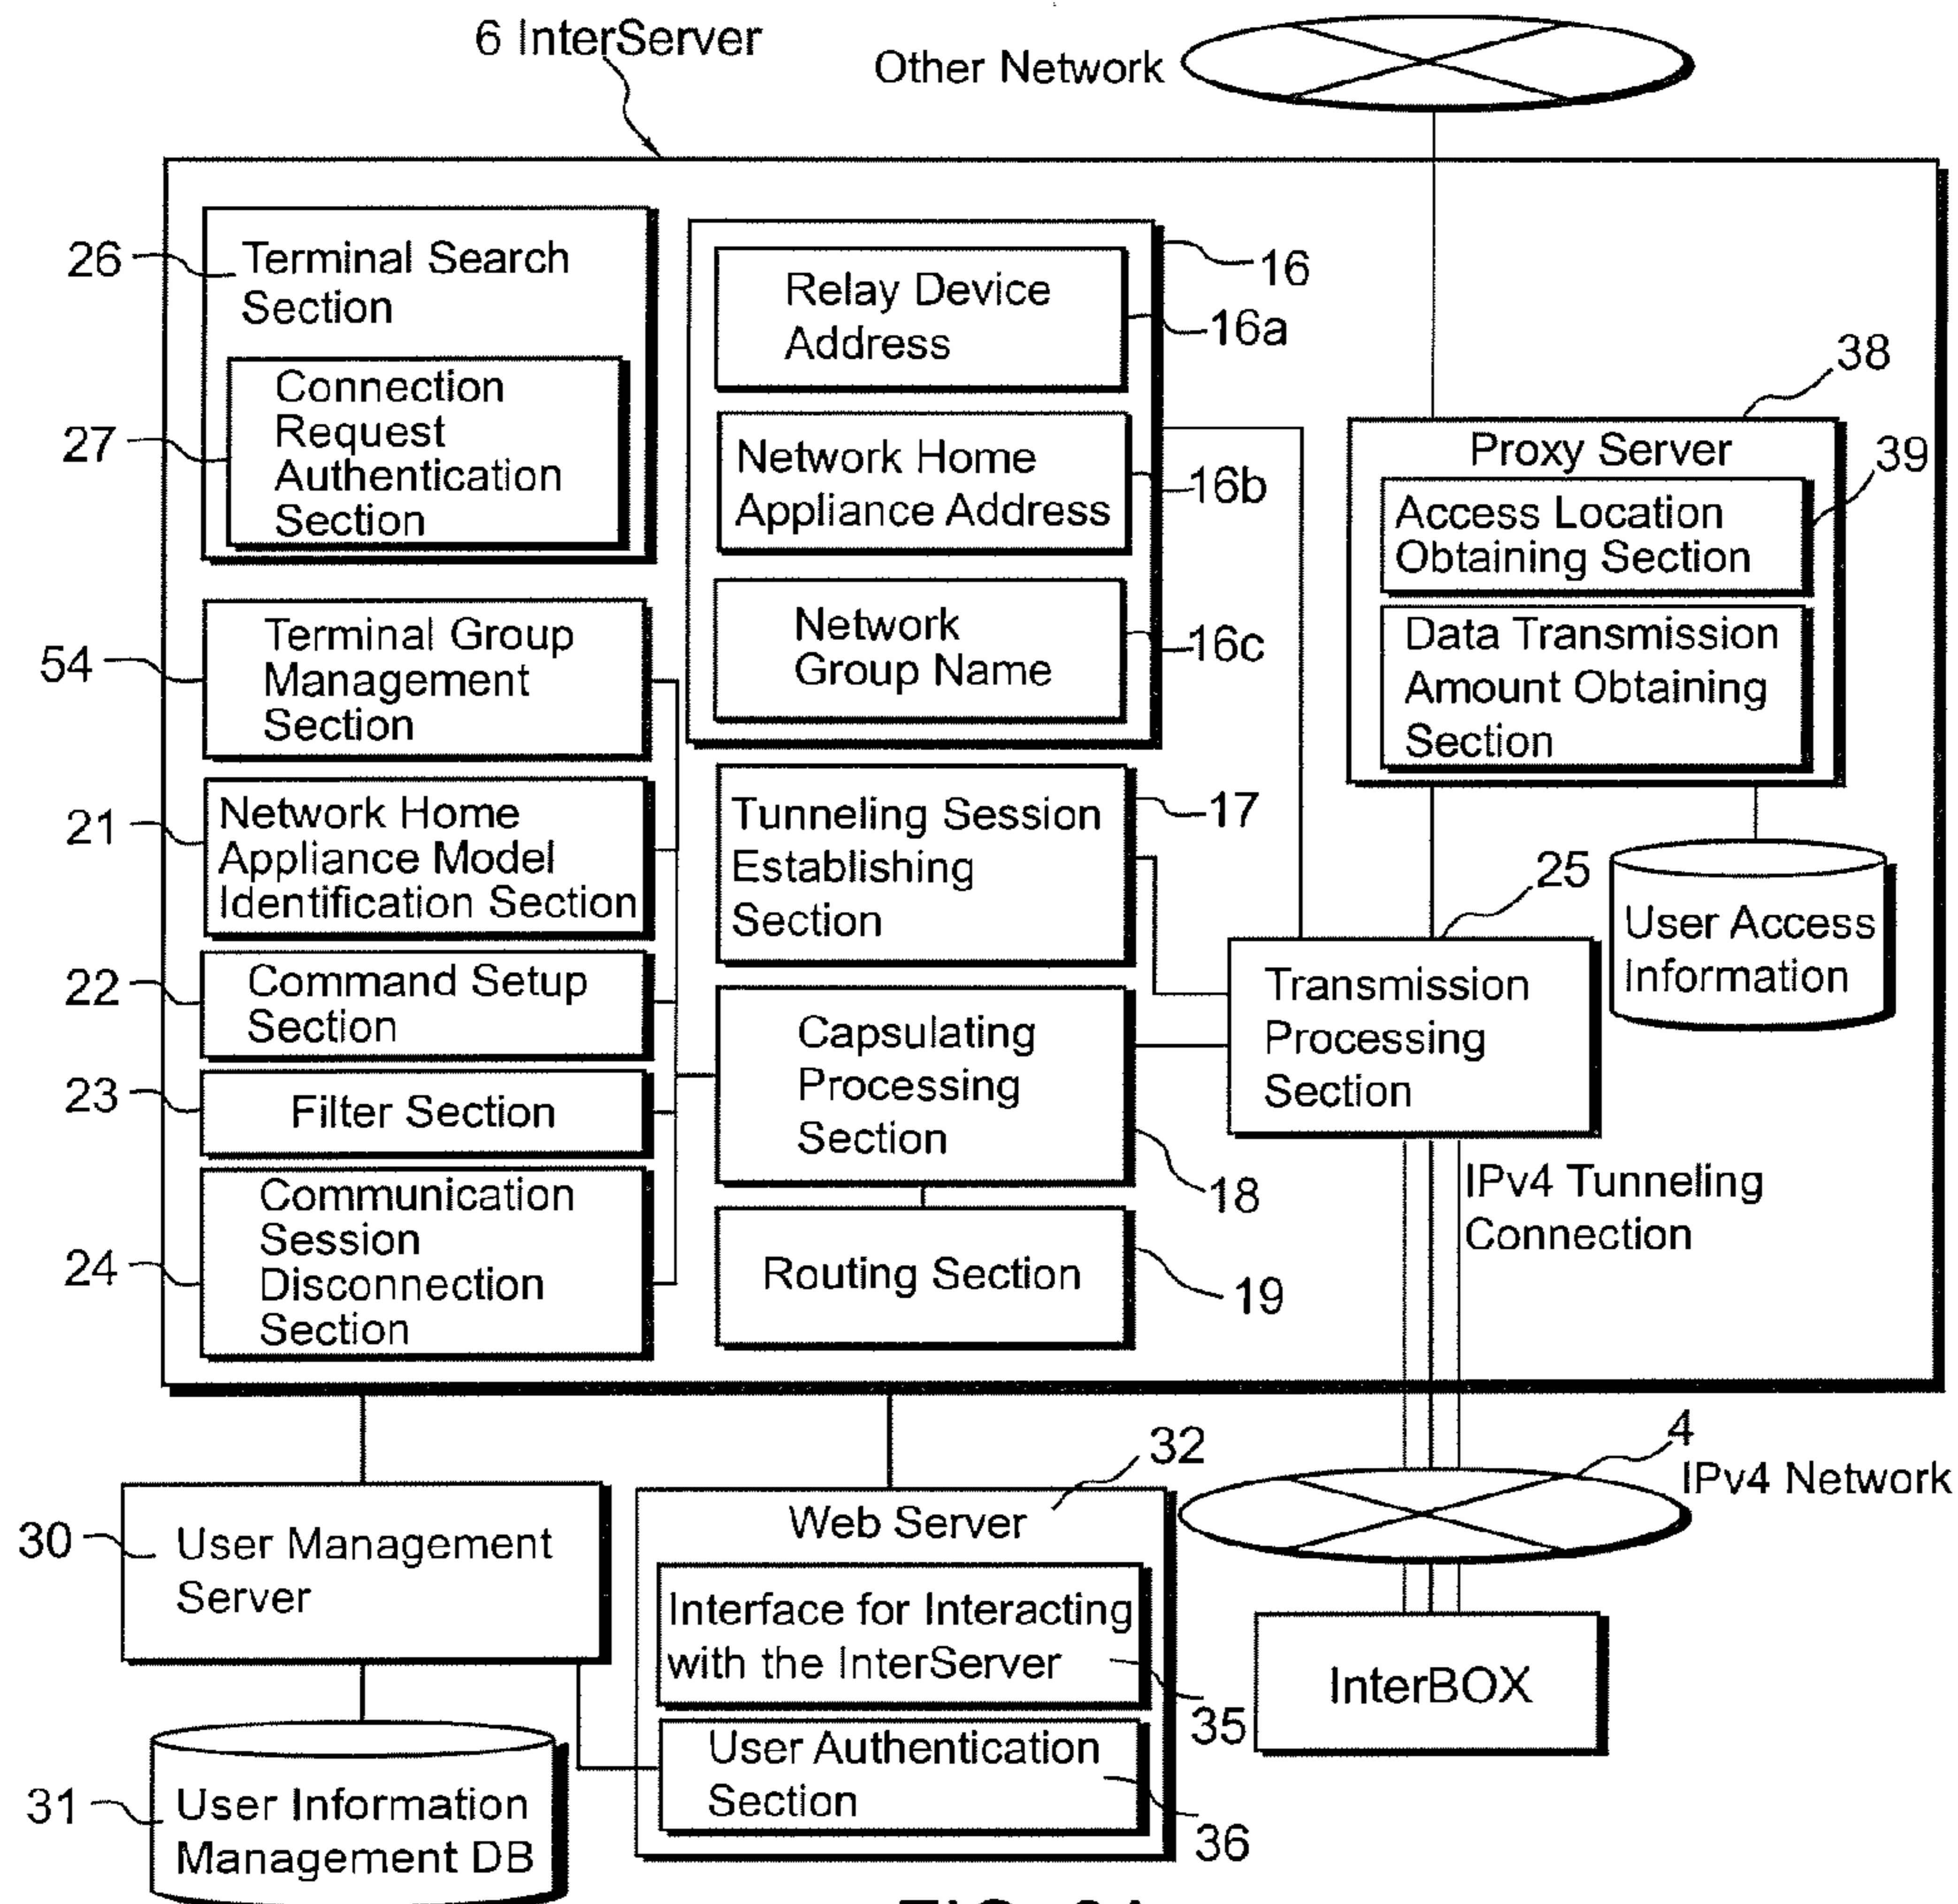 6 InterServer
Other Network
26
Terminal Search
Section
27
Connection
Request
Authentication
Section
16
Relay Device
Address
16a
Network Home
Appliance Address
16b
Network
Group Name
16c
38
Proxy Server
39
Access Location
Obtaining Section
Data Transmission
Amount Obtaining
Section
54
Terminal Group
Management
Section
21
Network Home
Appliance Model
Identification Section
22
Command Setup
Section
23
Filter Section
24
Communication
Session
Disconnection
Section
Tunneling Session
Establishing
Section
17
Capsulating
Processing
Section
18
Routing Section
19
25
Transmission
Processing
Section
User Access
Information
IPv4 Tunneling
Connection
4
IPv4 Network
30
User Management
Server
32
Web Server
Interface for Interacting
with the InterServer
35
User Authentication
Section
36
InterBOX
31
User Information
Management DB